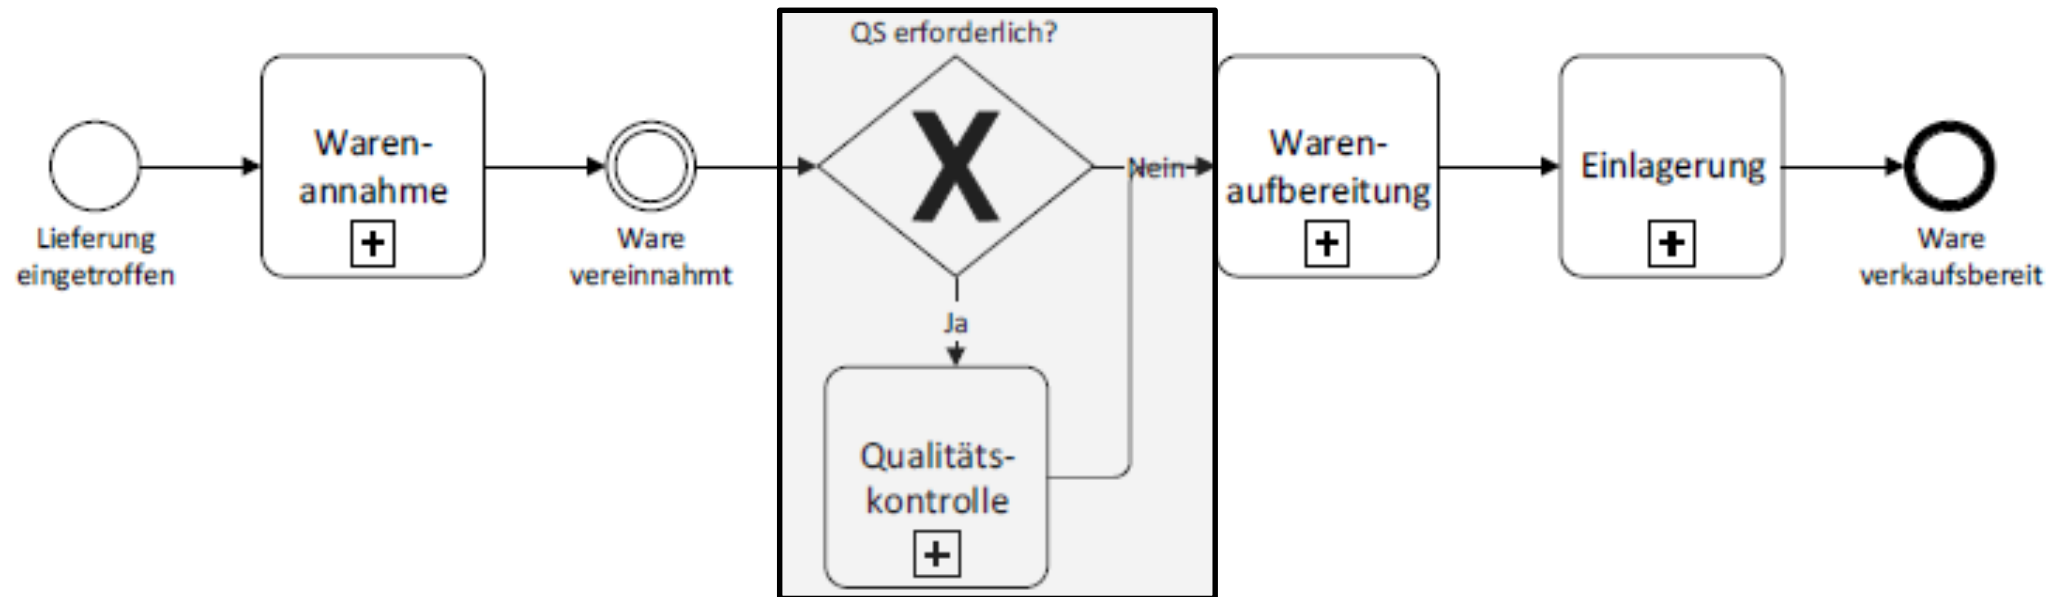 Lieferung
eingetroffen
Waren-
annahme
Ware
vereinnahmt
QS erforderlich?
X
Nein
Ja
Qualitäts-
kontrolle
Waren-
aufbereitung
Einlagerung
Ware
verkaufsbereit